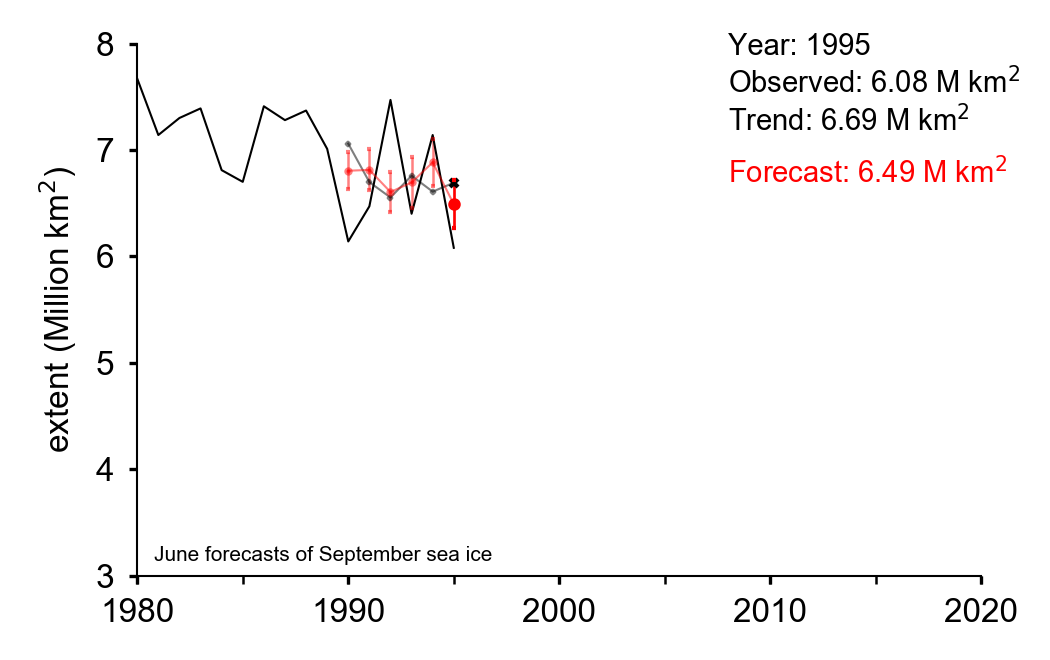 Year: 1995
Observed: 6.08 M km²
Trend: 6.69 M km²
Forecast: 6.49 M km²
8
7
6
5
4
3
extent (Million km²)
June forecasts of September sea ice
1980 1990 2000 2010 2020